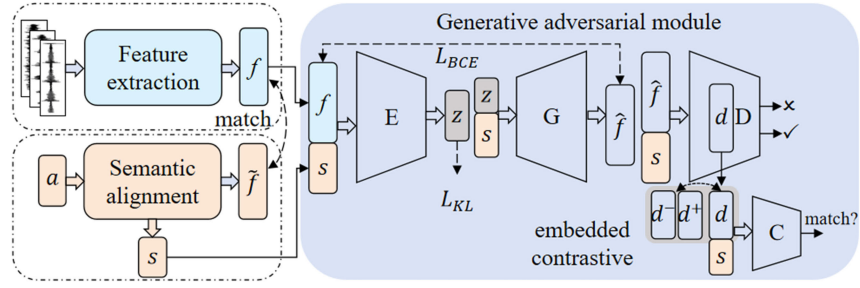 Generative adversarial module
Feature
extraction
f
match
a
Semantic
alignment
f̃
s
f
s
E
z
L_KL
L_BCE
z
s
G
f̂
f̂
s
d
D
×
✓
d⁻
d⁺
d
s
C
match?
embedded
contrastive